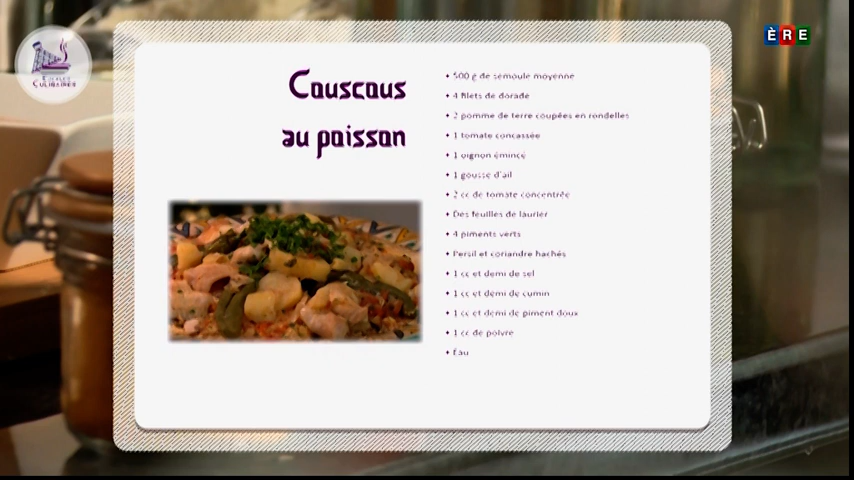 ÈRE
CULINAIRES
Couscous
au poisson
• 500 g de semoule moyenne
• 4 filets de dorade
• 2 pomme de terre coupées en rondelles
• 1 tomate concassée
• 1 oignon émincé
• 1 gousse d'ail
• 2 cc de tomate concentrée
• Des feuilles de laurier
• 4 piments verts
• Persil et coriandre hachés
• 1 cc et demi de sel
• 1 cc et demi de cumin
• 1 cc et demi de piment doux
• 1 cc de poivre
• Eau